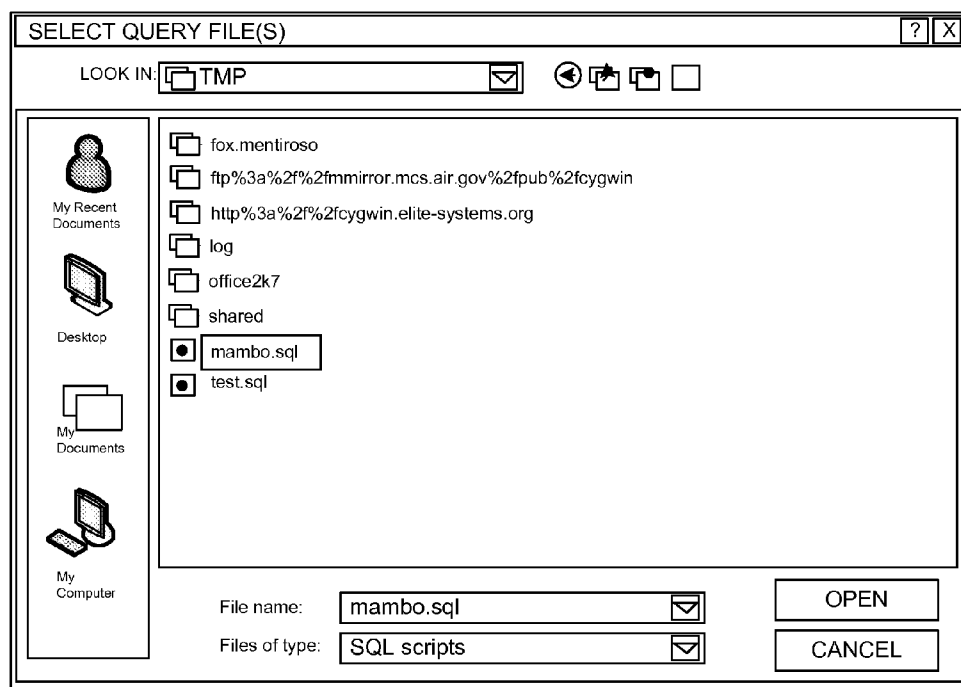 SELECT QUERY FILE(S)
? X
LOOK IN: TMP
My Recent
Documents
Desktop
My
Documents
My
Computer
fox.mentiroso
ftp%3a%2f%2fmmirror.mcs.air.gov%2fpub%2fcygwin
http%3a%2f%2fcygwin.elite-systems.org
log
office2k7
shared
mambo.sql
test.sql
File name: mambo.sql
OPEN
Files of type: SQL scripts
CANCEL